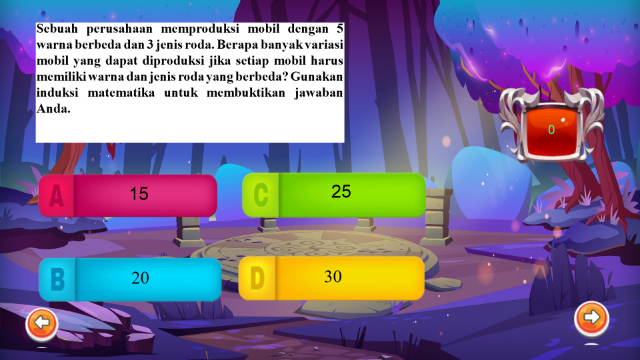 Sebuah perusahaan memproduksi mobil dengan 5
warna berbeda dan 3 jenis roda. Berapa banyak variasi
mobil yang dapat diproduksi jika setiap mobil harus
memiliki warna dan jenis roda yang berbeda? Gunakan
induksi matematika untuk membuktikan jawaban
Anda.
0
A 15
C 25
B 20
D 30